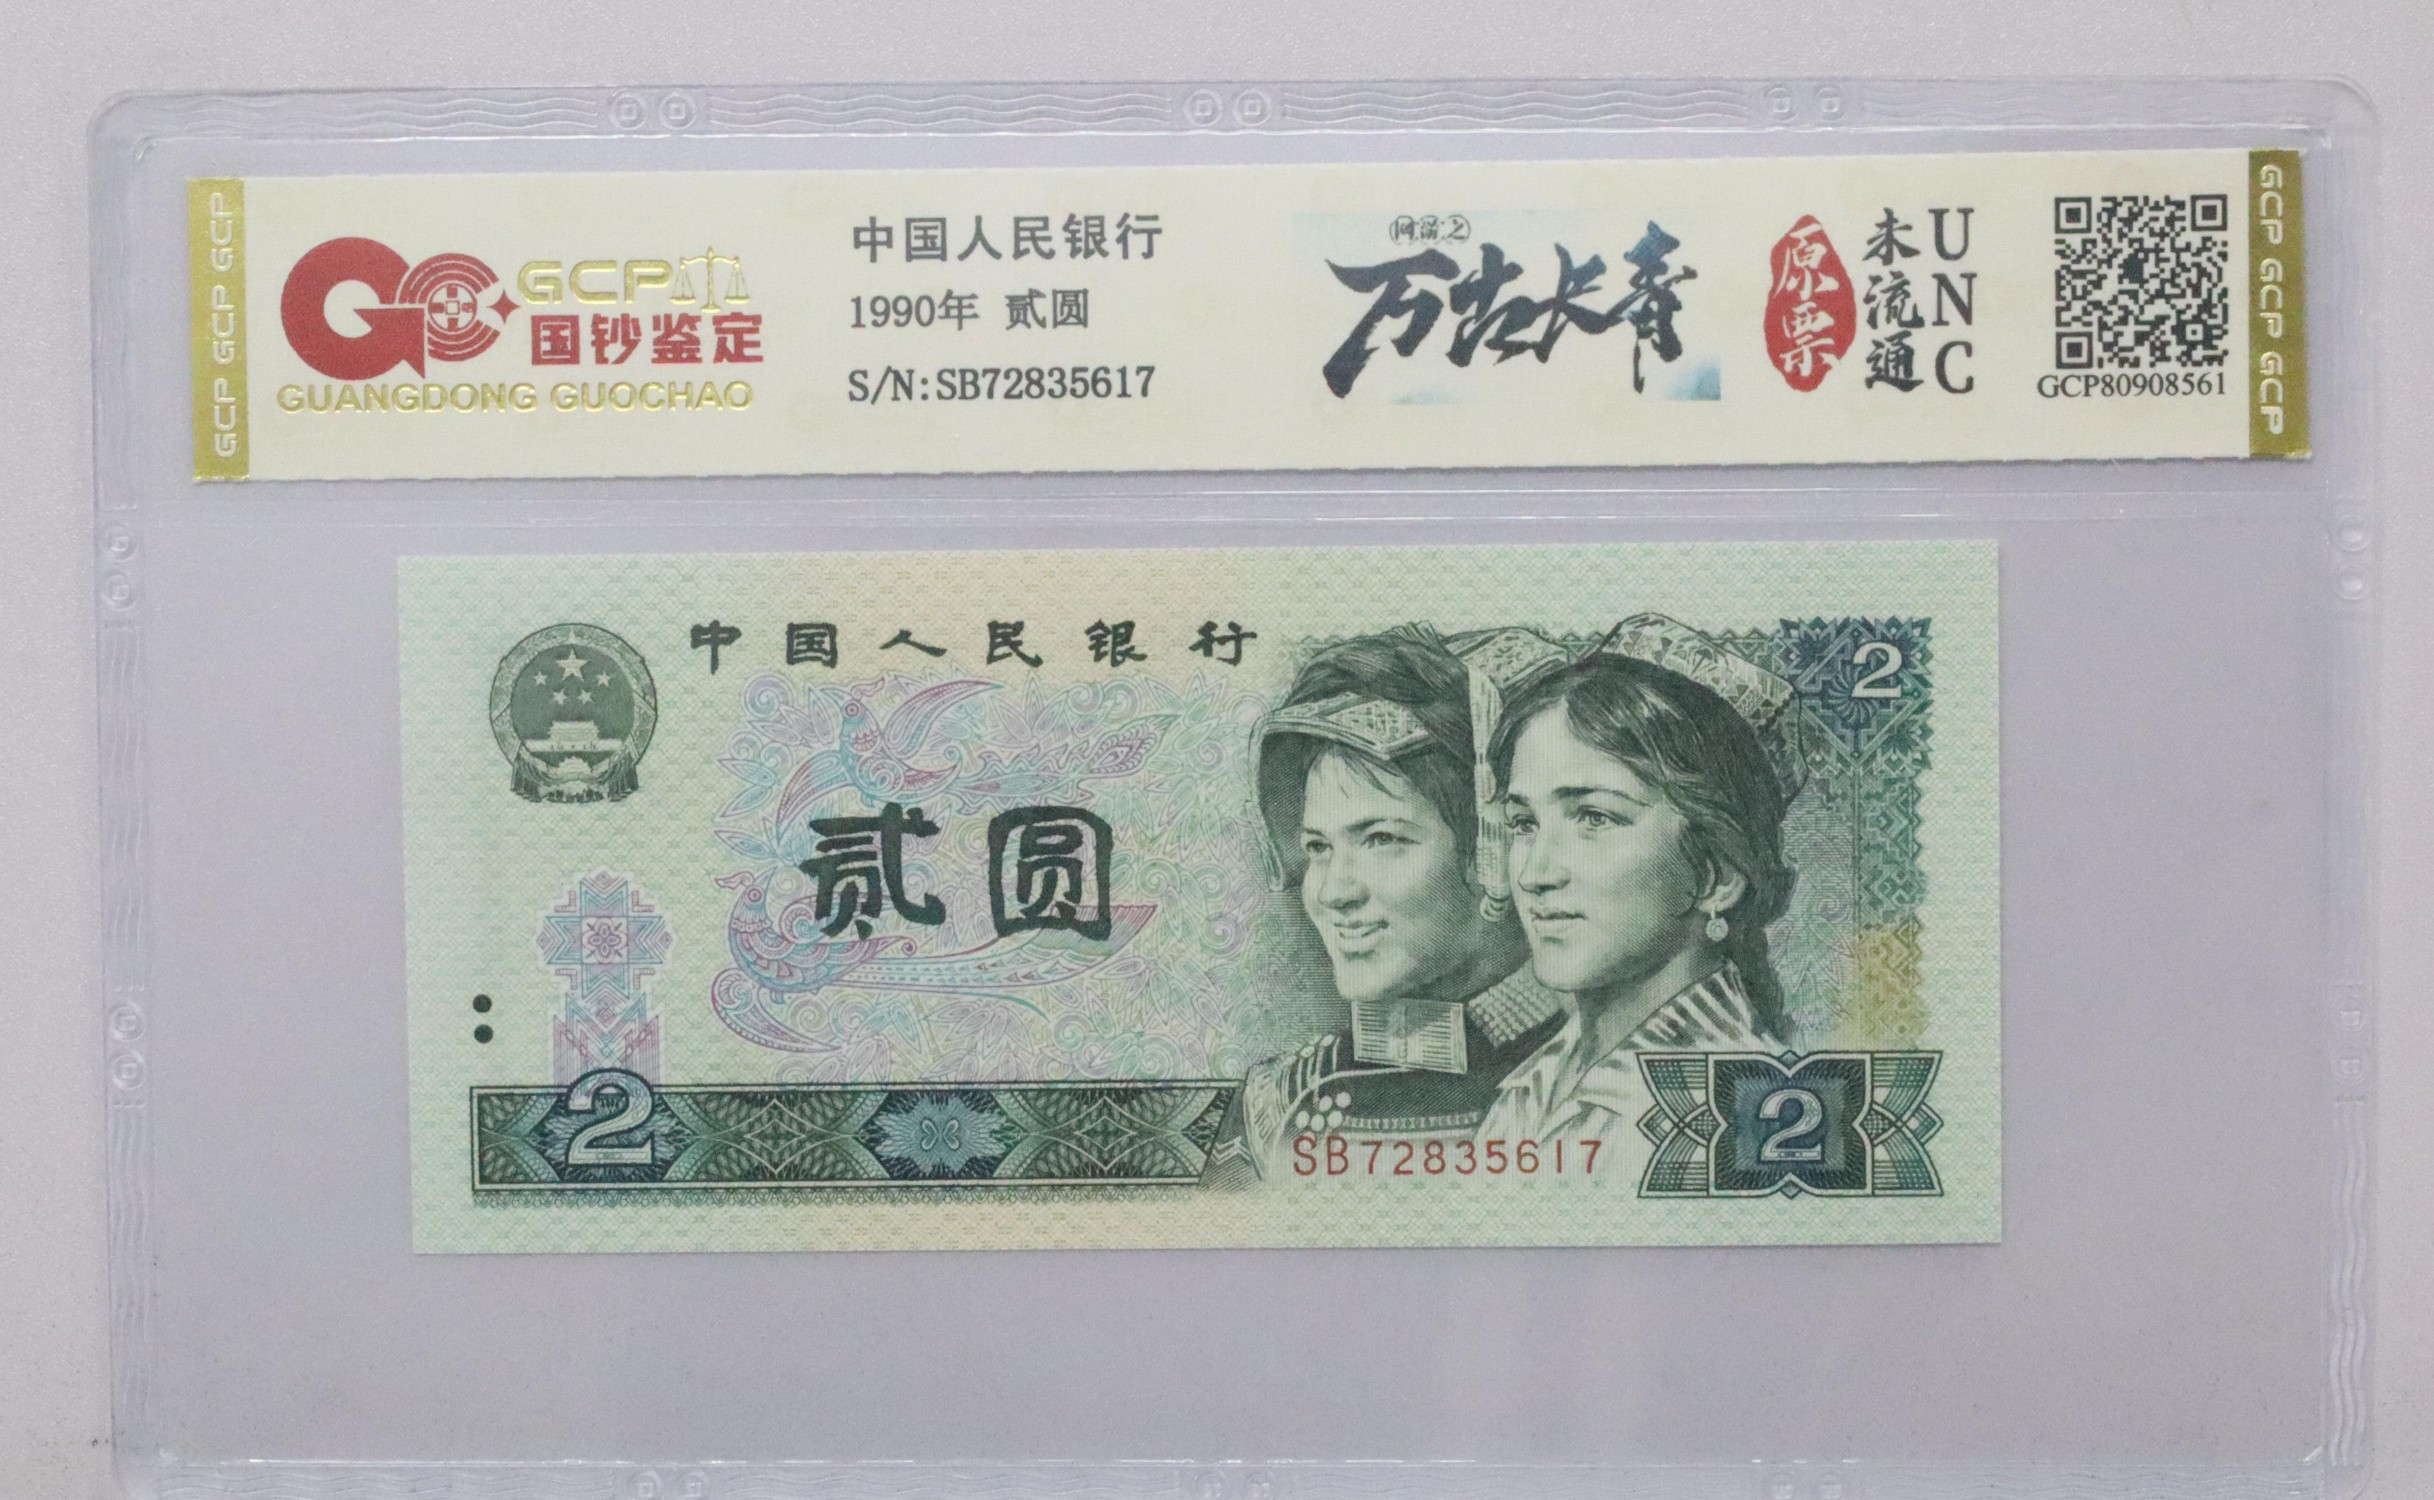 GCP GCP GCP
GCP
国钞鉴定
GUANGDONG GUOCHAO
中国人民银行
1990年 贰圆
S/N:SB72835617
万古长青
原票
未流通
UNC
GCP80908561
GCP GCP GCP
中国人民银行
2
贰圆
2
SB72835617
2